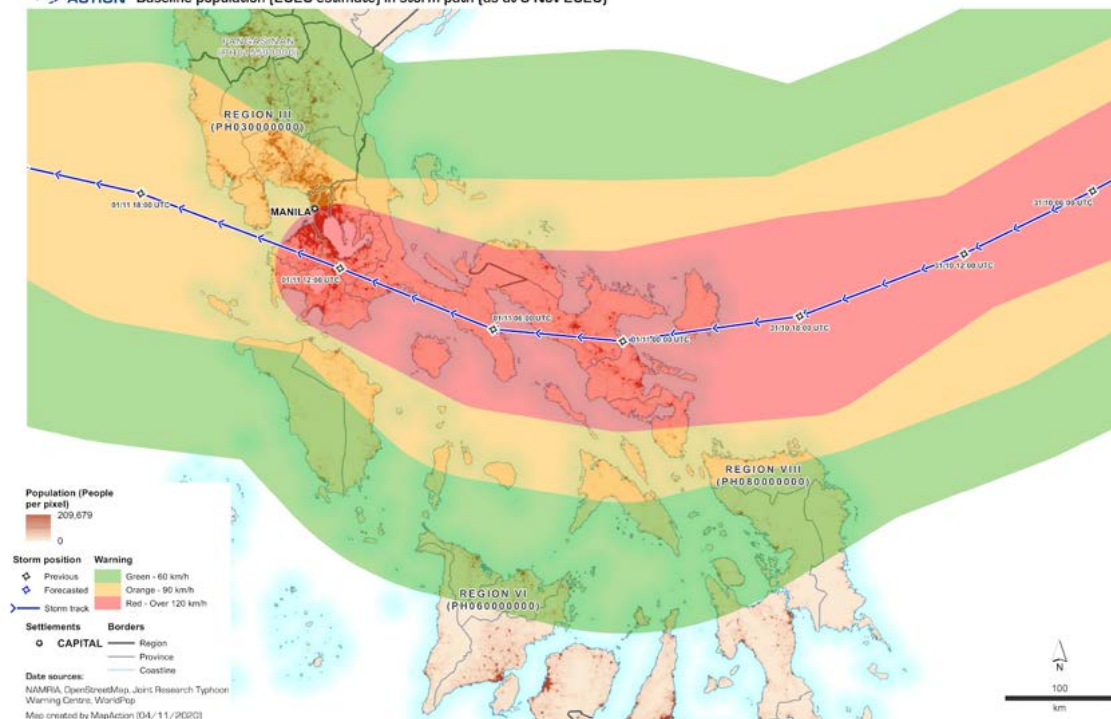 ACTION Baseline population (2020 estimate) in storm path (as at 3 Nov 2020)
PANGASINAN
(PH015500000)
REGION III
(PH030000000)
01/11 18:00 UTC
MANILA
31/10 06:00 UTC
31/10 12:00 UTC
01/11 12:00 UTC
01/11 06:00 UTC
31/10 18:00 UTC
01/11 00:00 UTC
REGION VIII
(PH080000000)
REGION VI
(PH060000000)
Population (People
per pixel)
209,679
0
Storm position
Previous
Forecasted
Storm track
Warning
Green - 60 km/h
Orange - 90 km/h
Red - Over 120 km/h
Settlements
CAPITAL
Borders
Region
Province
Coastline
Date sources:
NAMRIA, OpenStreetMap, Joint Research Typhoon
Warning Centre, WorldPop
Map created by MapAction (04/11/2020)
N
100
km